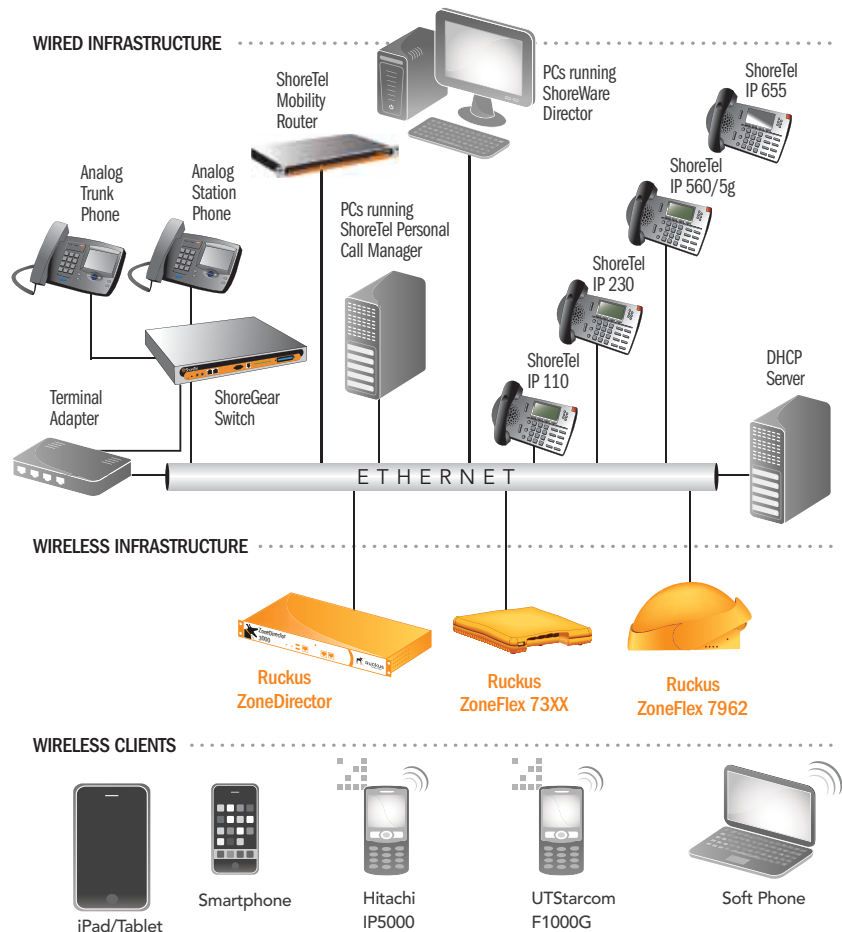 WIRED INFRASTRUCTURE
ShoreTel
Mobility
Router
PCs running
ShoreWare
Director
ShoreTel
IP 655
Analog
Trunk
Phone
Analog
Station
Phone
PCs running
ShoreTel Personal
Call Manager
ShoreTel
IP 560/5g
ShoreTel
IP 230
ShoreTel
IP 110
DHCP
Server
Terminal
Adapter
ShoreGear
Switch
ETHERNET
WIRELESS INFRASTRUCTURE
ZoneDirector
3000
Ruckus
Ruckus
ZoneDirector
Ruckus
ZoneFlex 73XX
Ruckus
ZoneFlex 7962
WIRELESS CLIENTS
iPad/Tablet
Smartphone
Hitachi
IP5000
UTStarcom
F1000G
Soft Phone